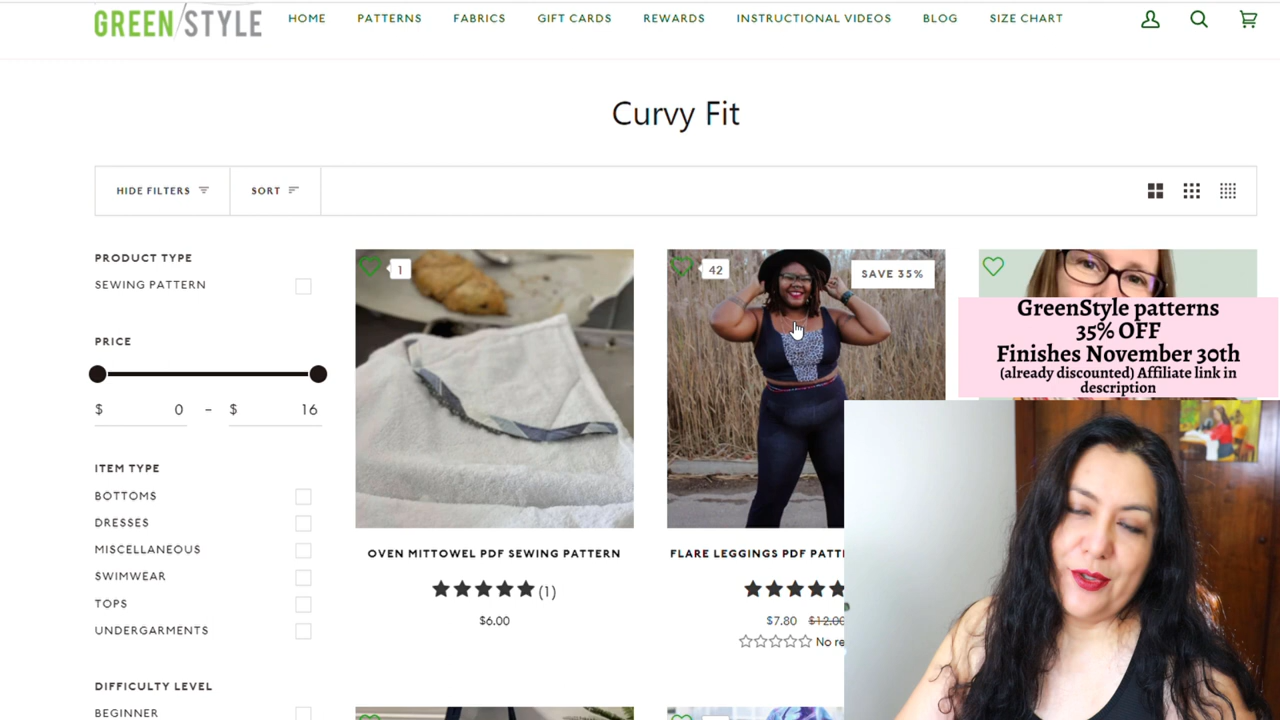 GREEN/STYLE
HOME
PATTERNS
FABRICS
GIFT CARDS
REWARDS
INSTRUCTIONAL VIDEOS
BLOG
SIZE CHART
Curvy Fit
HIDE FILTERS
SORT
PRODUCT TYPE
SEWING PATTERN
PRICE
$ 0 - $ 16
ITEM TYPE
BOTTOMS
DRESSES
MISCELLANEOUS
SWIMWEAR
TOPS
UNDERGARMENTS
DIFFICULTY LEVEL
BEGINNER
1
OVEN MITTOWEL PDF SEWING PATTERN
(1)
$6.00
42
SAVE 35%
FLARE LEGGINGS PDF
$7.80 $12.00
No re
GreenStyle patterns
35% OFF
Finishes November 30th
(already discounted) Affiliate link in
description